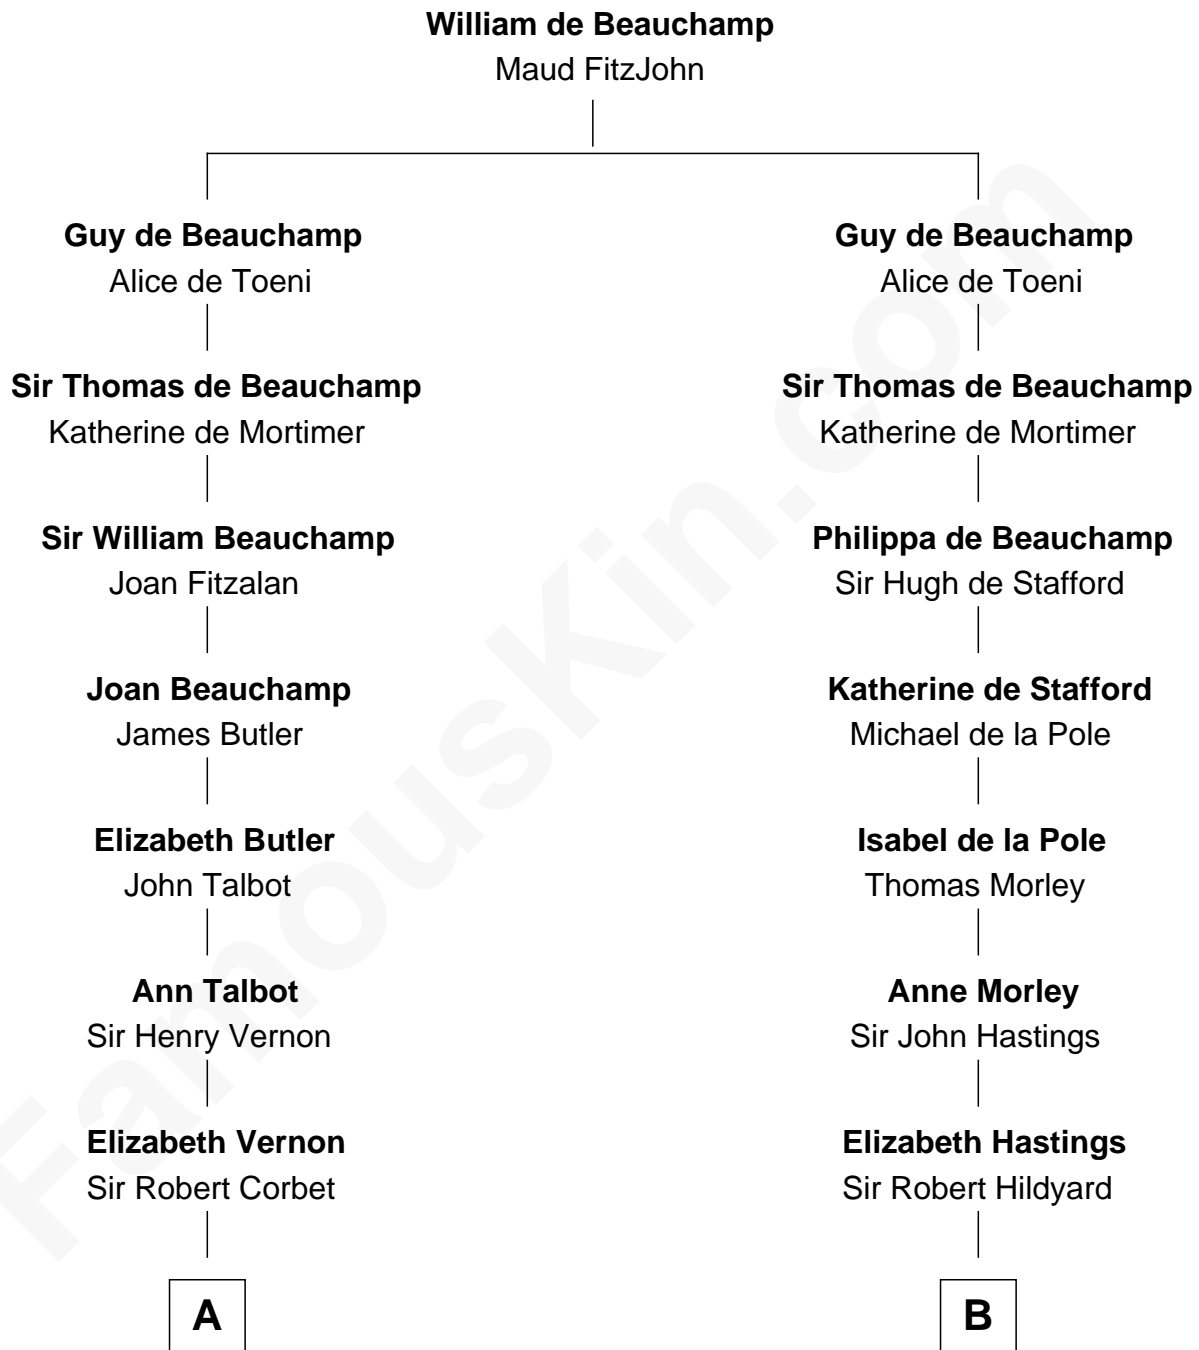 William de Beauchamp
Maud FitzJohn
Guy de Beauchamp
Alice de Toeni
Guy de Beauchamp
Alice de Toeni
Sir Thomas de Beauchamp
Katherine de Mortimer
Sir Thomas de Beauchamp
Katherine de Mortimer
Sir William Beauchamp
Joan Fitzalan
Philippa de Beauchamp
Sir Hugh de Stafford
Joan Beauchamp
James Butler
Katherine de Stafford
Michael de la Pole
Elizabeth Butler
John Talbot
Isabel de la Pole
Thomas Morley
Ann Talbot
Sir Henry Vernon
Anne Morley
Sir John Hastings
Elizabeth Vernon
Sir Robert Corbet
Elizabeth Hastings
Sir Robert Hildyard
A
B
FamousKin.com